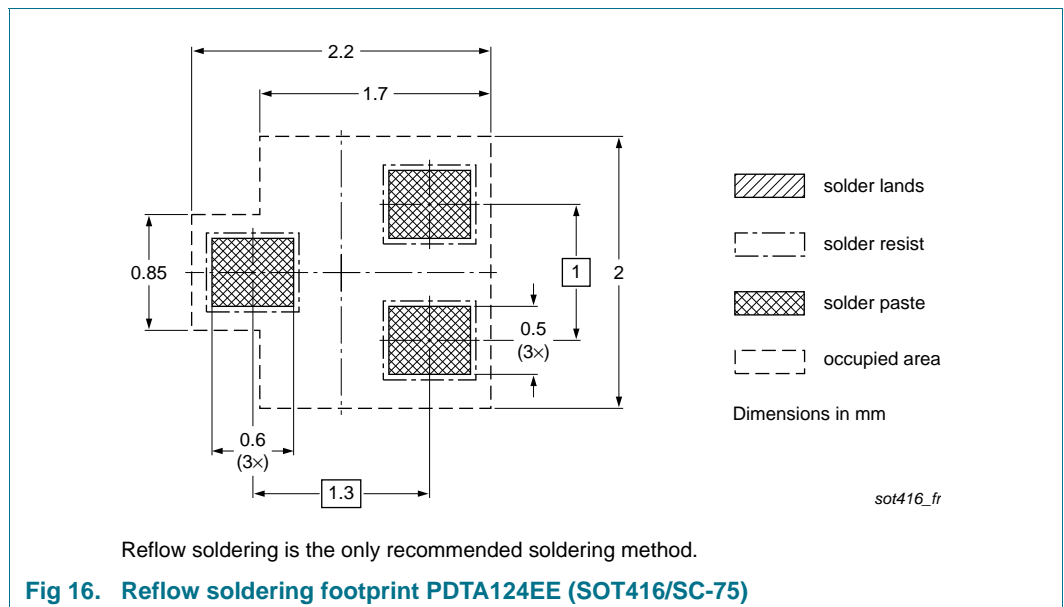 2.2
1.7
solder lands
solder resist
0.85
1
2
solder paste
0.5
(3×)
occupied area
Dimensions in mm
0.6
(3×)
1.3
sot416_fr
Reflow soldering is the only recommended soldering method.
Fig 16. Reflow soldering footprint PDTA124EE (SOT416/SC-75)